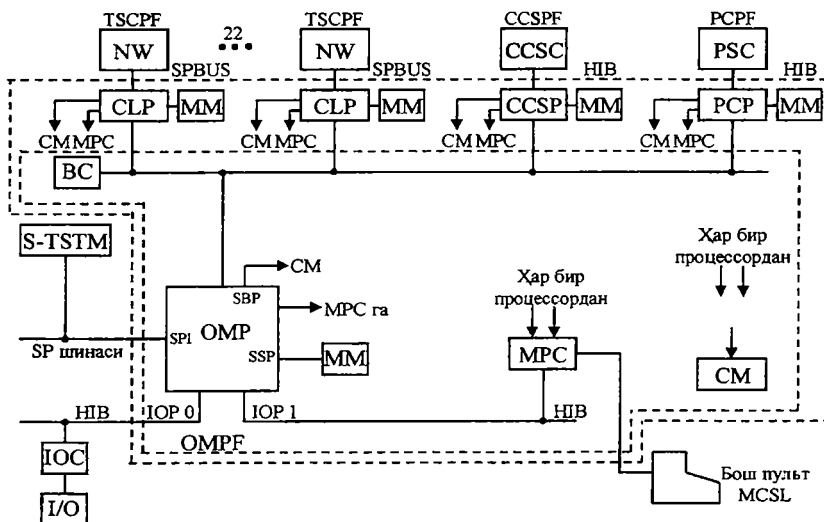 TSCPF 22 TSCPF CCSPF PCPF
NW ••• NW CCSC PSC
SPBUS SPBUS HIB HIB
CLP MM CLP MM CCSP MM PCP MM
CM MPC CM MPC CM MPC CM MPC
BC
S-TSTM
Ҳар бир
процессордан
CM
SBP
Ҳар бир
процессордан
MPC га
SPI OMP
SP шинаси
SSP MM
MPC
CM
HIB IOP 0 IOP 1 HIB
OMPF
IOC
Бош пульт
MCSL
I/O